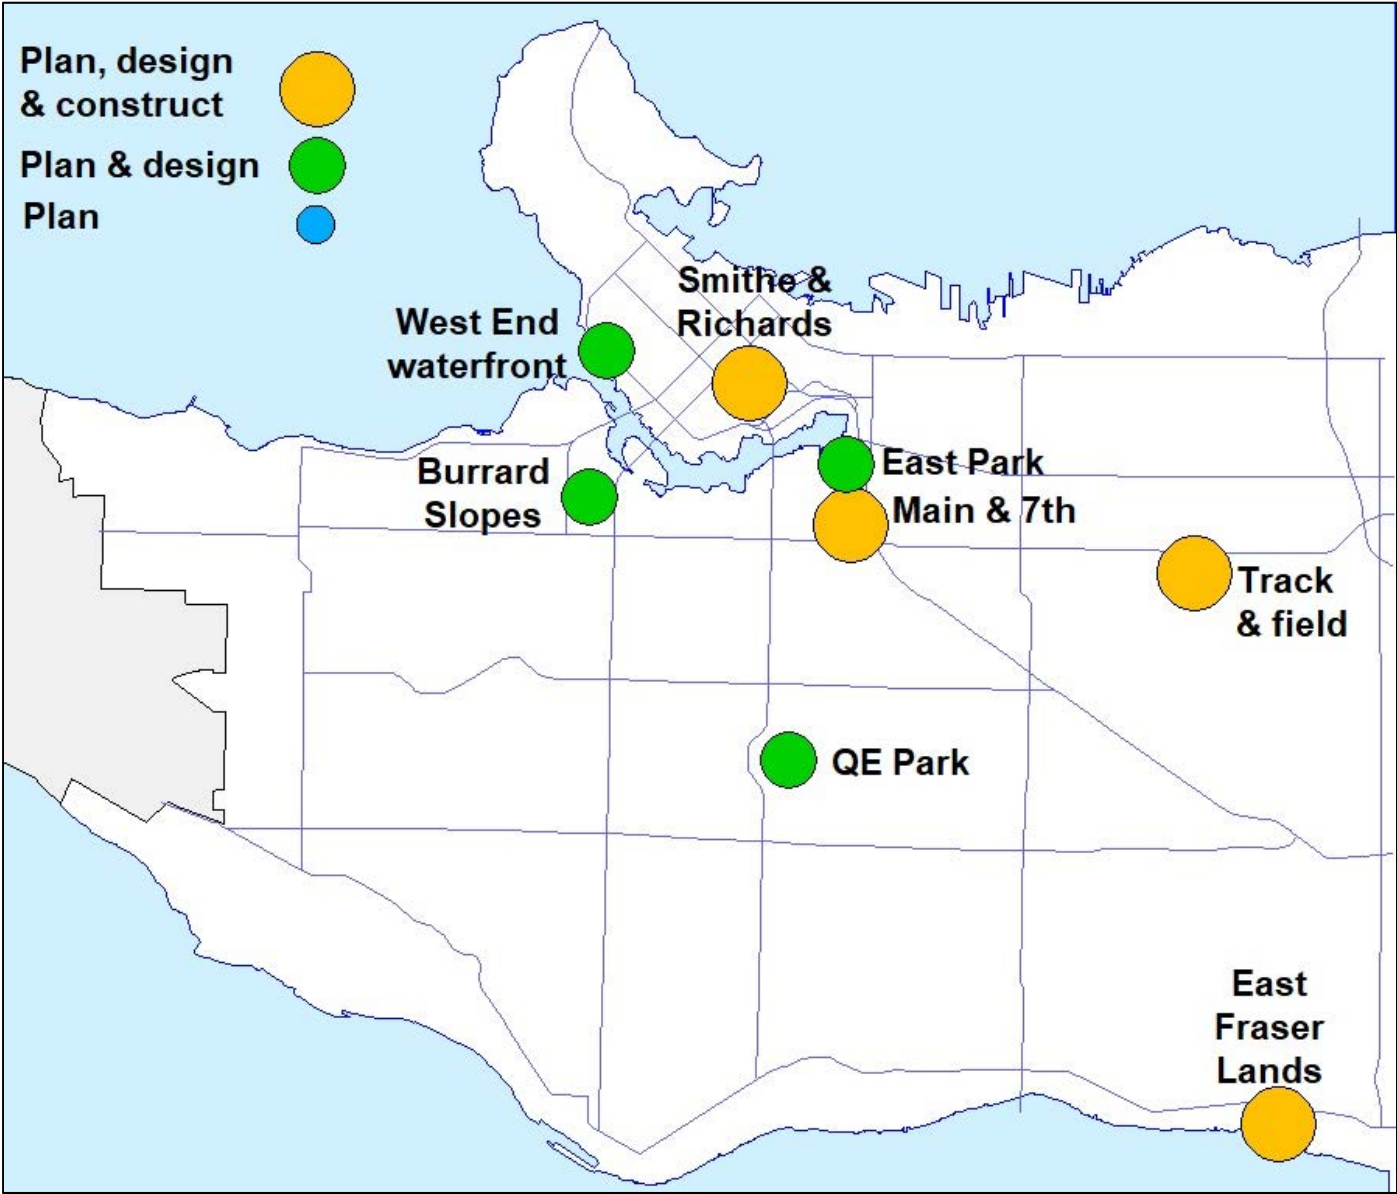 Plan, design
& construct
Plan & design
Plan
Smithe &
Richards
West End
waterfront
Burrard
Slopes
East Park
Main & 7th
Track
& field
QE Park
East
Fraser
Lands